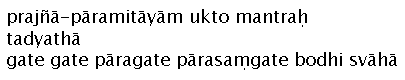 prajñā-pāramitāyām ukto mantraḥ
tadyathā
gate gate pāragate pārasaṃgate bodhi svāhā